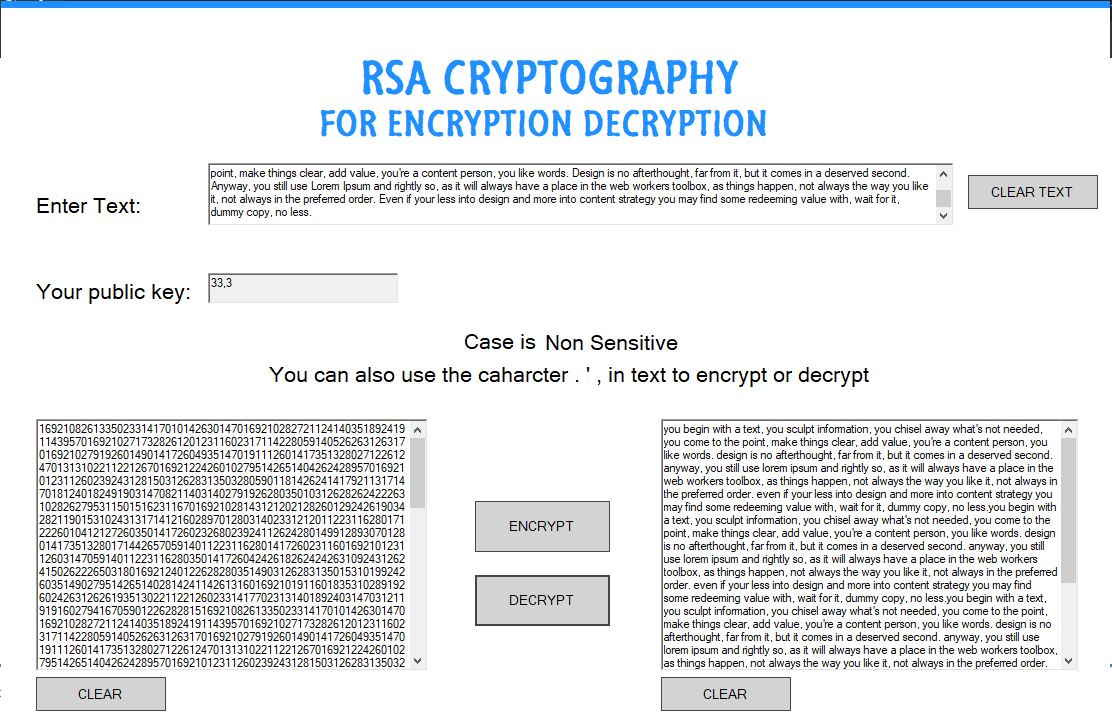 RSA CRYPTOGRAPHY
FOR ENCRYPTION DECRYPTION
Enter Text:
point, make things clear, add value, you're a content person, you like words. Design is no afterthought, far from it, but it comes in a deserved second.
Anyway, you still use Lorem Ipsum and rightly so, as it will always have a place in the web workers toolbox, as things happen, not always the way you like
it, not always in the preferred order. Even if your less into design and more into content strategy you may find some redeeming value with, wait for it,
dummy copy, no less.
CLEAR TEXT
Your public key:
33,3
Case is Non Sensitive
You can also use the caharcter . ' , in text to encrypt or decrypt
1692108261335023314170101426301470169210282721124140351892419
1143957016921027173282612012311602317114228059140526263126317
0169210279192601490141726049351470191112601417351328027122612
4701313102211221267016921224260102795142651404262428957016921
0123112602392431281503126283135032805901181426241417921131714
7018124018249190314708211403140279192628035010312628262422263
1028262795311501516231167016921028143121202128260129242619034
2821190153102431317141216028970128031402331212011223116280171
2226010412127260350141726023268023924112624280149912893070128
0141735132801714426570591401122311628014172602311601692101231
1260314705914011223116280350141726042426182624242631092431262
4150262226503180169212401226282803514903126283135310199242
6035149027951426514028142411426131601692101911601835310289192
6024263126261935130221122126023314177023131401890240314703121 1
9191602794167059012262828151692108261335023314170101426301470
1692102827211241403518924191143957016921027173282612012311602
3171142280591405262631263170169210279192601490141726049351470
1911126014173513280271226124701313102211221267016921224260102
7951426514042624289570169210123112602392431281503126283135032
ENCRYPT
DECRYPT
you begin with a text, you sculpt information, you chisel away what's not needed,
you come to the point, make things clear, add value, you're a content person, you
like words. design is no afterthought, far from it, but it comes in a deserved second.
anyway, you still use lorem ipsum and rightly so, as it will always have a place in the
web workers toolbox, as things happen, not always the way you like it, not always in
the preferred order. even if your less into design and more into content strategy you
may find some redeeming value with, wait for it, dummy copy, no less.you begin with
a text, you sculpt information, you chisel away what's not needed, you come to the
point, make things clear, add value, you're a content person, you like words. design
is no afterthought, far from it, but it comes in a deserved second. anyway, you still
use lorem ipsum and rightly so, as it will always have a place in the web workers
toolbox, as things happen, not always the way you like it, not always in the preferred
order. even if your less into design and more into content strategy you may find
some redeeming value with, wait for it, dummy copy, no less.you begin with a text,
you sculpt information, you chisel away what's not needed, you come to the point,
make things clear, add value, you're a content person, you like words. design is no
afterthought, far from it, but it comes in a deserved second. anyway, you still use
lorem ipsum and rightly so, as it will always have a place in the web workers toolbox,
as things happen, not always the way you like it, not always in the preferred order.
CLEAR
CLEAR